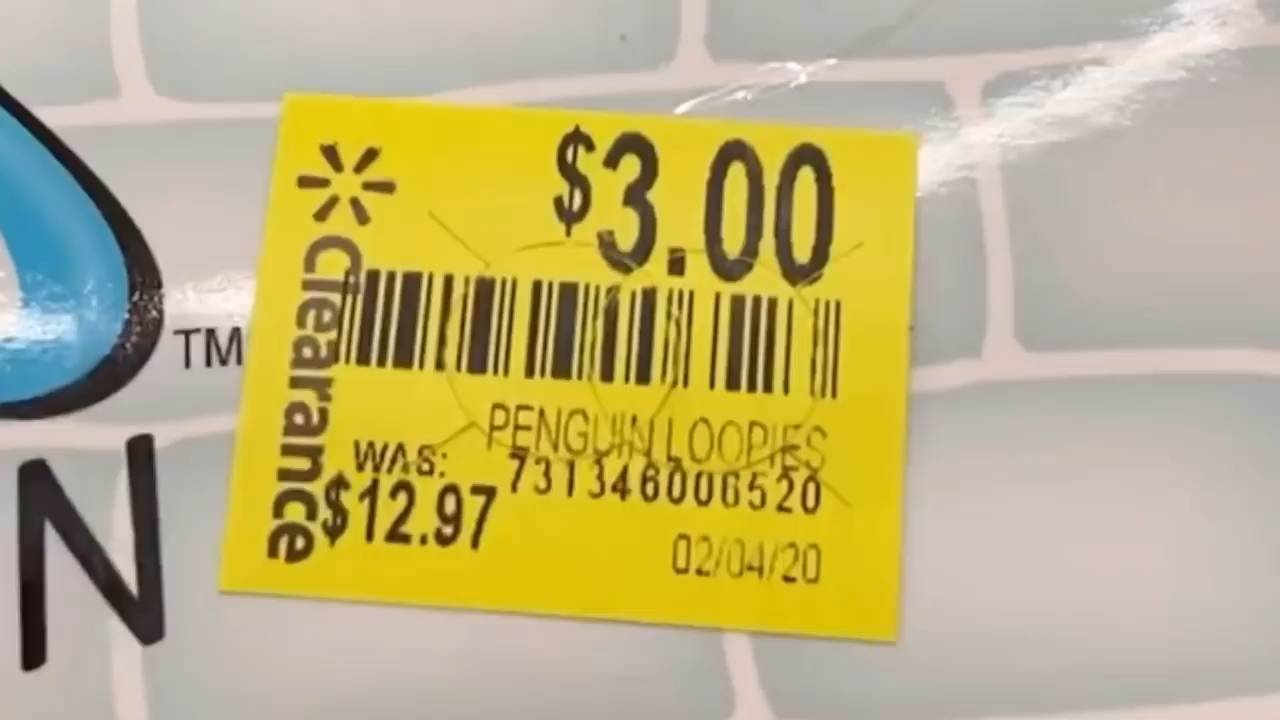 $3.00
Clearance
PENGUIN LOOPIES
WAS:
731346006520
$12.97
02/04/20
TM
N